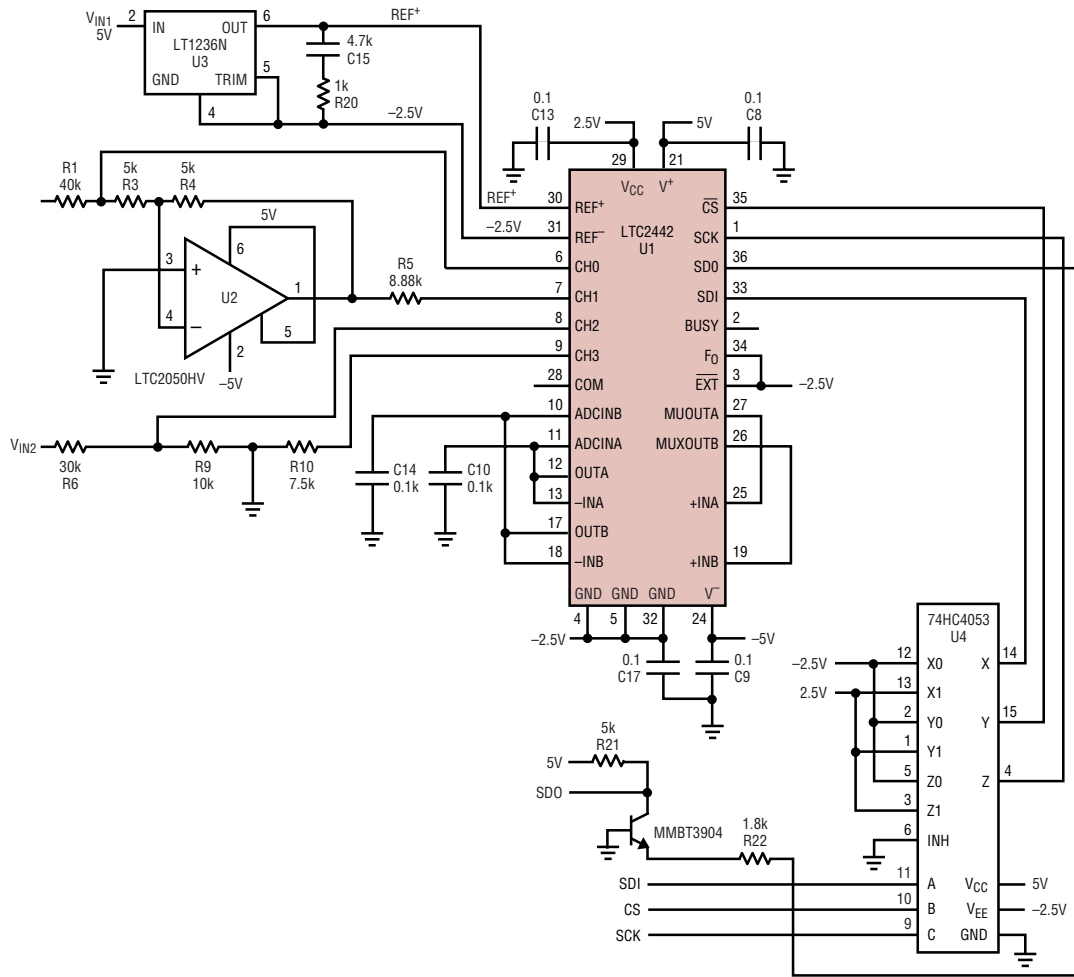 VIN1
5V
2
IN
OUT
6
REF+
LT1236N
U3
GND
TRIM
5
4
4.7k
C15
1k
R20
–2.5V
0.1
C13
2.5V
5V
0.1
C8
29
21
VCC
V+
R1
40k
5k
R3
5k
R4
REF+
–2.5V
LTC2442
U1
30
REF+
31
REF–
6
CH0
7
CH1
8
CH2
9
CH3
28
COM
10
ADCINB
11
ADCINA
12
OUTA
13
–INA
17
OUTB
18
–INB
CS
35
SCK
1
SD0
36
SDI
33
BUSY
2
FO
34
EXT
3
–2.5V
MUOUTA
27
MUXOUTB
26
+INA
25
+INB
19
GND
GND
GND
V–
4
5
32
24
–2.5V
–5V
0.1
C17
0.1
C9
5V
6
3
+
U2
1
4
–
5
2
LTC2050HV
–5V
R5
8.88k
VIN2
30k
R6
R9
10k
R10
7.5k
C14
0.1k
C10
0.1k
74HC4053
U4
–2.5V
12
X0
X
14
2.5V
13
X1
2
Y0
Y
15
1
Y1
5
Z0
Z
4
3
Z1
6
INH
11
A
VCC
5V
10
B
VEE
–2.5V
9
C
GND
5k
R21
5V
SDO
MMBT3904
1.8k
R22
SDI
CS
SCK